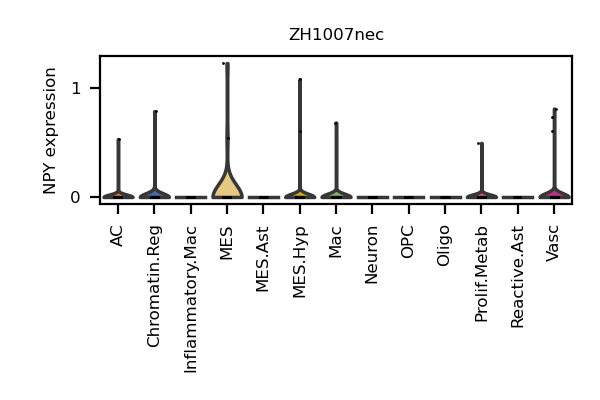 ZH1007nec
NPY expression
1
0
AC
Chromatin.Reg
Inflammatory.Mac
MES
MES.Ast
MES.Hyp
Mac
Neuron
OPC
Oligo
Prolif.Metab
Reactive.Ast
Vasc